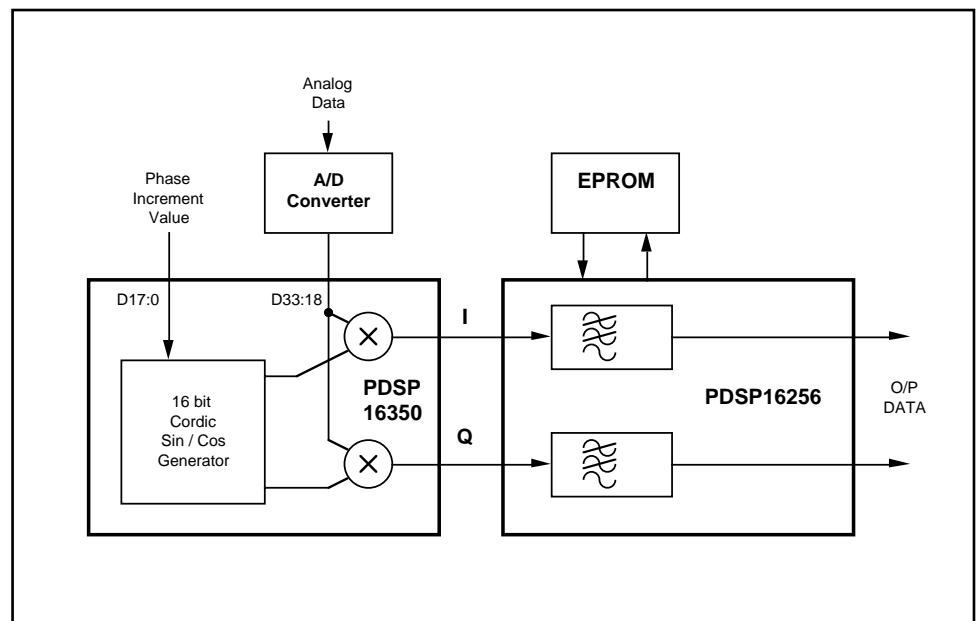 Analog
Data
A/D
Converter
EPROM
Phase
Increment
Value
D17:0
D33:18
I
16 bit
Cordic
Sin / Cos
Generator
PDSP
16350
Q
PDSP16256
O/P
DATA